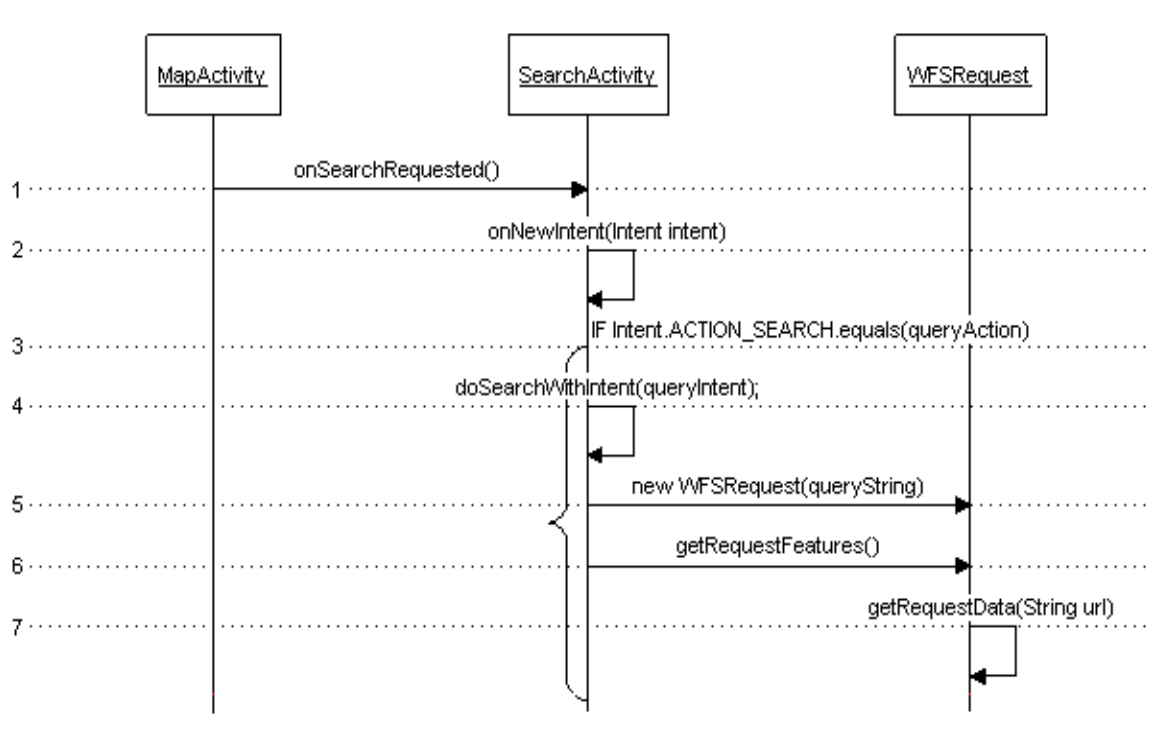 MapActivity
SearchActivity
WFSRequest
onSearchRequested()
1
onNewIntent(Intent intent)
2
IF Intent.ACTION_SEARCH.equals(queryAction)
3
doSearchWithIntent(queryIntent);
4
new WFSRequest(queryString)
5
getRequestFeatures()
6
getRequestData(String url)
7